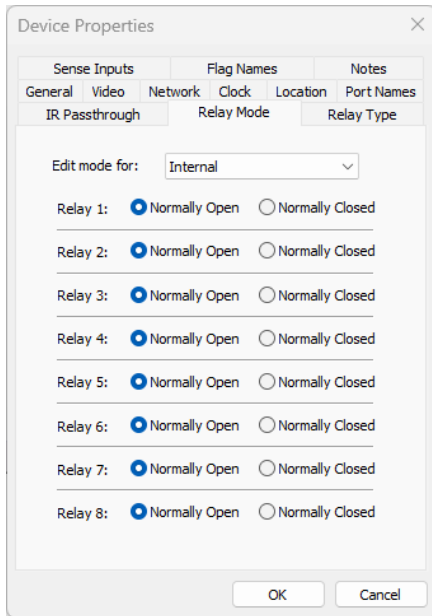 Device Properties
Sense Inputs Flag Names Notes
General Video Network Clock Location Port Names
IR Passthrough Relay Mode Relay Type
Edit mode for: Internal
Relay 1: Normally Open Normally Closed
Relay 2: Normally Open Normally Closed
Relay 3: Normally Open Normally Closed
Relay 4: Normally Open Normally Closed
Relay 5: Normally Open Normally Closed
Relay 6: Normally Open Normally Closed
Relay 7: Normally Open Normally Closed
Relay 8: Normally Open Normally Closed
OK Cancel